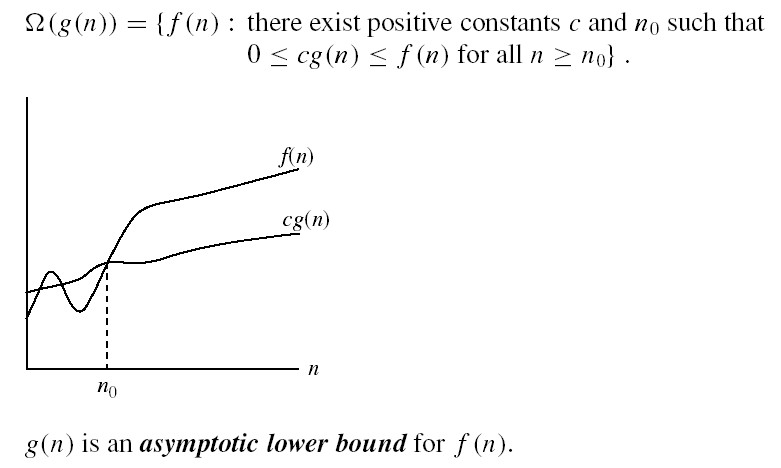 Ω(g(n)) = {f(n) : there exist positive constants c and n₀ such that
0 ≤ cg(n) ≤ f(n) for all n ≥ n₀} .
f(n)
cg(n)
n
n₀
g(n) is an asymptotic lower bound for f(n).